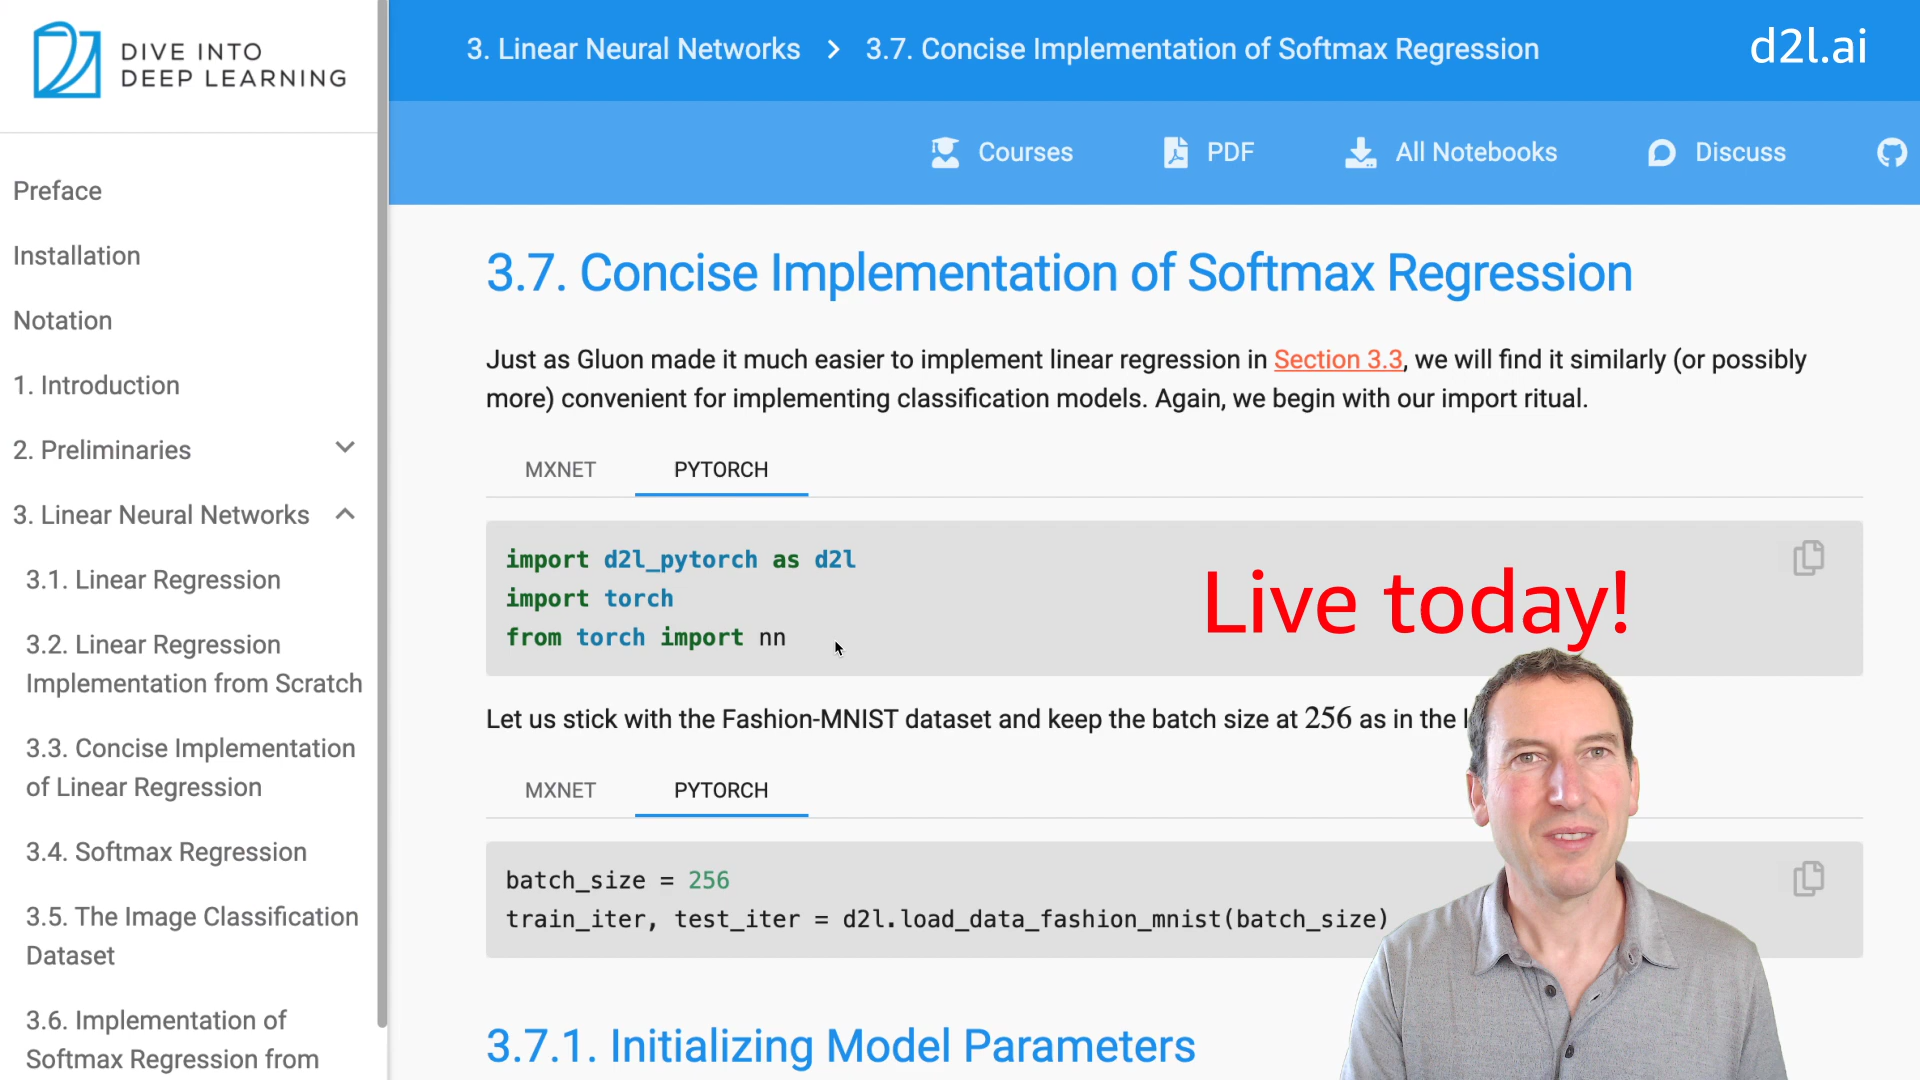 DIVE INTO
DEEP LEARNING
3. Linear Neural Networks
3.7. Concise Implementation of Softmax Regression
d2l.ai
Courses
PDF
All Notebooks
Discuss
Preface
Installation
Notation
1. Introduction
2. Preliminaries
3. Linear Neural Networks
3.1. Linear Regression
3.2. Linear Regression
Implementation from Scratch
3.3. Concise Implementation
of Linear Regression
3.4. Softmax Regression
3.5. The Image Classification
Dataset
3.6. Implementation of
Softmax Regression from
3.7. Concise Implementation of Softmax Regression
Just as Gluon made it much easier to implement linear regression in Section 3.3, we will find it similarly (or possibly
more) convenient for implementing classification models. Again, we begin with our import ritual.
MXNET
PYTORCH
import d2l_pytorch as d2l
import torch
from torch import nn
Live today!
Let us stick with the Fashion-MNIST dataset and keep the batch size at 256 as in the
MXNET
PYTORCH
batch_size = 256
train_iter, test_iter = d2l.load_data_fashion_mnist(batch_size)
3.7.1. Initializing Model Parameters